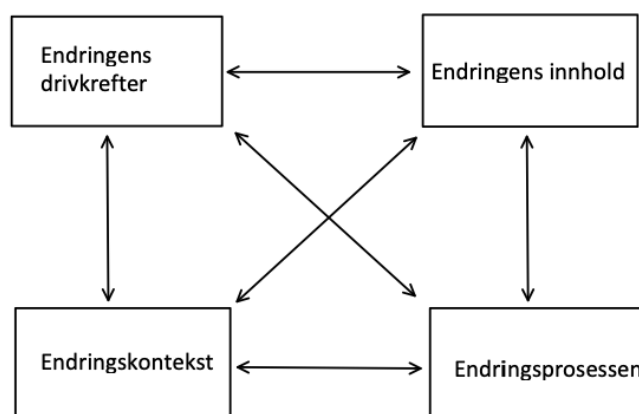 Endringens
drivkrefter
Endringens innhold
Endringskontekst
Endringsprosessen